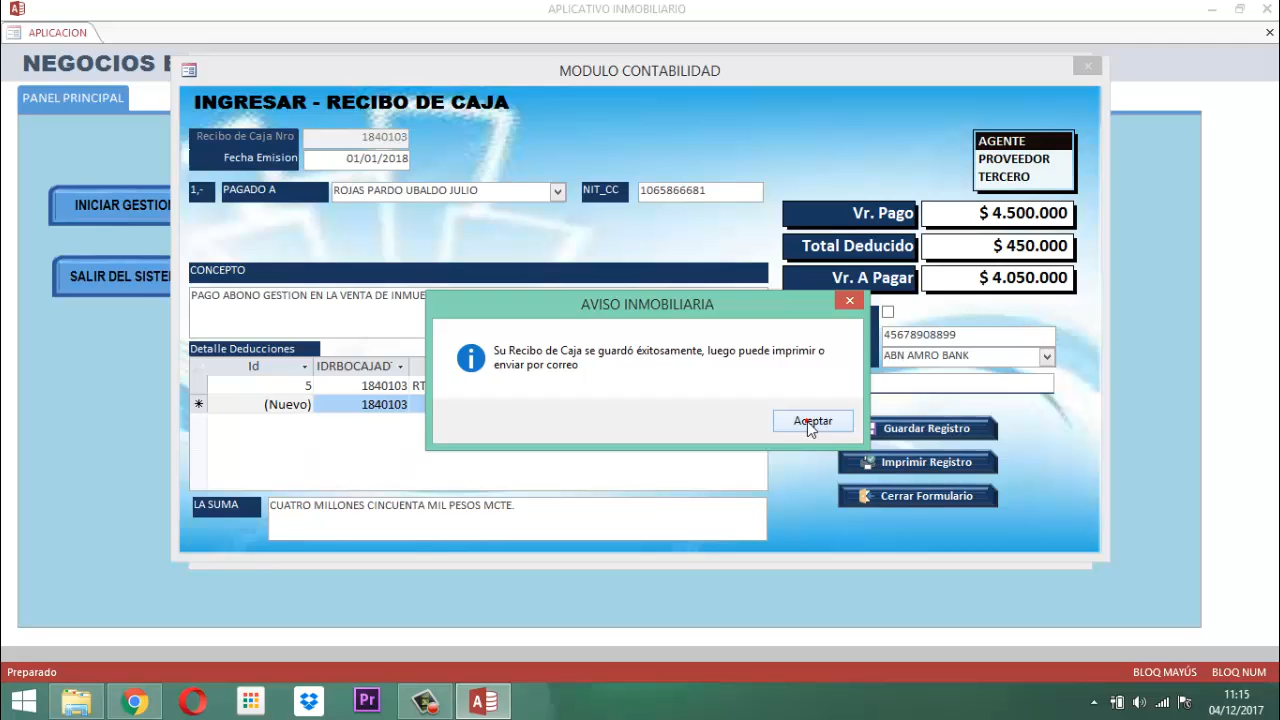 APLICATIVO INMOBILIARIO
APLICACION
NEGOCIOS
MODULO CONTABILIDAD
PANEL PRINCIPAL
INGRESAR - RECIBO DE CAJA
Recibo de Caja Nro 1840103
Fecha Emision 01/01/2018
AGENTE
PROVEEDOR
TERCERO
1,- PAGADO A ROJAS PARDO UBALDO JULIO NIT_CC 1065866681
INICIAR GESTION
Vr. Pago $ 4.500.000
Total Deducido $ 450.000
SALIR DEL SISTE
CONCEPTO
Vr. A Pagar $ 4.050.000
PAGO ABONO GESTION EN LA VENTA DE INMUE
AVISO INMOBILIARIA
Su Recibo de Caja se guardó éxitosamente, luego puede imprimir o
enviar por correo
Aceptar
45678908899
ABN AMRO BANK
Detalle Deducciones
Id IDRBOCAJAD
5 1840103 RT
* (Nuevo) 1840103
Guardar Registro
Imprimir Registro
Cerrar Formulario
LA SUMA CUATRO MILLONES CINCUENTA MIL PESOS MCTE.
Preparado BLOQ MAYÚS BLOQ NUM
Pr
11:15
04/12/2017